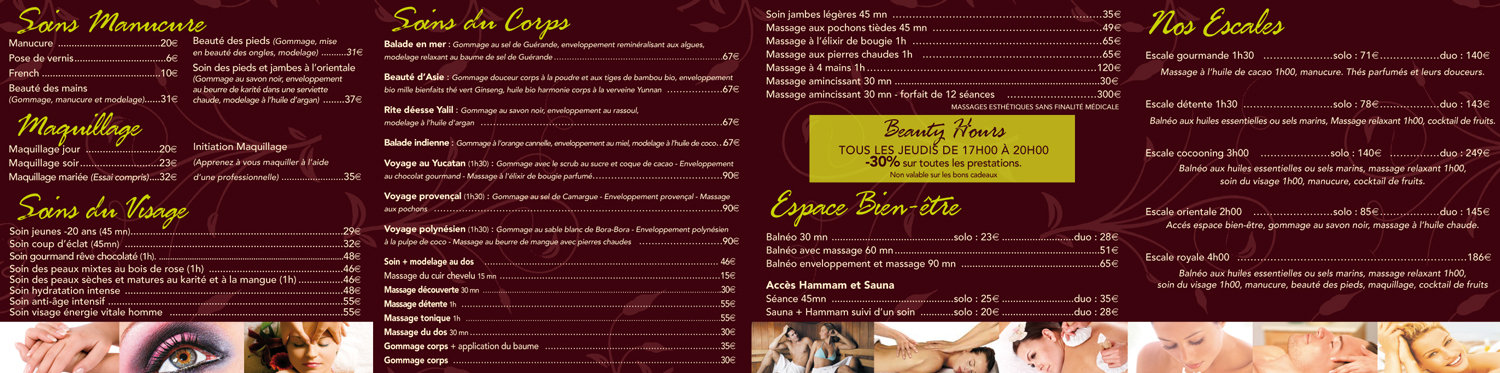 Soins Manucure
Manucure ......................................20€
Pose de vernis..................................6€
French ...........................................10€
Beauté des mains
(Gommage, manucure et modelage)......31€
Beauté des pieds (Gommage, mise
en beauté des ongles, modelage) ..........31€
Soin des pieds et jambes à l'orientale
(Gommage au savon noir, enveloppement
au beurre de karité dans une serviette
chaude, modelage à l'huile d'argan) ........37€
Maquillage
Maquillage jour ............................20€
Maquillage soir.............................23€
Maquillage mariée (Essai compris)....32€
Initiation Maquillage
(Apprenez à vous maquiller à l'aide
d'une professionnelle) .......................35€
Soins du Visage
Soin jeunes -20 ans (45 mn)..............................29€
Soin coup d'éclat (45mn) ..............................32€
Soin gourmand rêve chocolaté (1h). ..............................48€
Soin des peaux mixtes au bois de rose (1h) ..............................46€
Soin des peaux sèches et matures au karité et à la mangue (1h) ................46€
Soin hydratation intense ..............................48€
Soin anti-âge intensif ..............................55€
Soin visage énergie vitale homme ..............................55€
Soins du Corps
Balade en mer : Gommage au sel de Guérande, enveloppement reminéralisant aux algues,
modelage relaxant au baume de sel de Guérande..............................67€
Beauté d'Asie : Gommage douceur corps à la poudre et aux tiges de bambou bio, enveloppement
bio mille bienfaits thé vert Ginseng, huile bio harmonie corps à la verveine Yunnan ......................67€
Rite déesse Yalil : Gommage au savon noir, enveloppement au rassoul,
modelage à l'huile d'argan ..............................67€
Balade indienne : Gommage à l'orange cannelle, enveloppement au miel, modelage à l'huile de coco...67€
Voyage au Yucatan (1h30) : Gommage avec le scrub au sucre et coque de cacao - Enveloppement
au chocolat gourmand - Massage à l'élixir de bougie parfumé..............................90€
Voyage provençal (1h30) : Gommage au sel de Camargue - Enveloppement provençal - Massage
aux pochons ..............................90€
Voyage polynésien (1h30) : Gommage au sable blanc de Bora-Bora - Enveloppement polynésien
à la pulpe de coco - Massage au beurre de mangue avec pierres chaudes ..............................90€
Soin + modelage au dos ..............................46€
Massage du cuir chevelu 15 mn ..............................15€
Massage découverte 30 mn ..............................30€
Massage détente 1h ..............................55€
Massage tonique 1h ..............................55€
Massage du dos 30 mn..............................30€
Gommage corps + application du baume ..............................35€
Gommage corps ..............................30€
Soin jambes légères 45 mn ..............................35€
Massage aux pochons tièdes 45 mn ..............................49€
Massage à l'élixir de bougie 1h ..............................65€
Massage aux pierres chaudes 1h ..............................65€
Massage à 4 mains 1h..............................120€
Massage amincissant 30 mn ..............................30€
Massage amincissant 30 mn - forfait de 12 séances ..............................300€
MASSAGES ESTHÉTIQUES SANS FINALITÉ MÉDICALE
Beauty Hours
TOUS LES JEUDIS DE 17H00 À 20H00
-30% sur toutes les prestations.
Non valable sur les bons cadeaux
Espace Bien-être
Balnéo 30 mn ..............................solo : 23€ ..........................duo : 28€
Balnéo avec massage 60 mn..............................51€
Balnéo enveloppement et massage 90 mn ..............................65€
Accès Hammam et Sauna
Séance 45mn ..............................solo : 25€ ..........................duo : 35€
Sauna + Hammam suivi d'un soin ............solo : 20€ ..........................duo : 28€
Nos Escales
Escale gourmande 1h30 ........................solo : 71€......................duo : 140€
Massage à l'huile de cacao 1h00, manucure. Thés parfumés et leurs douceurs.
Escale détente 1h30 ..............................solo : 78€......................duo : 143€
Balnéo aux huiles essentielles ou sels marins, Massage relaxant 1h00, cocktail de fruits.
Escale cocooning 3h00 ......................solo : 140€ ................duo : 249€
Balnéo aux huiles essentielles ou sels marins, massage relaxant 1h00,
soin du visage 1h00, manucure, cocktail de fruits.
Escale orientale 2h00 ........................solo : 85€......................duo : 145€
Accés espace bien-être, gommage au savon noir, massage à l'huile chaude.
Escale royale 4h00 ..............................186€
Balnéo aux huiles essentielles ou sels marins, massage relaxant 1h00,
soin du visage 1h00, manucure, beauté des pieds, maquillage, cocktail de fruits